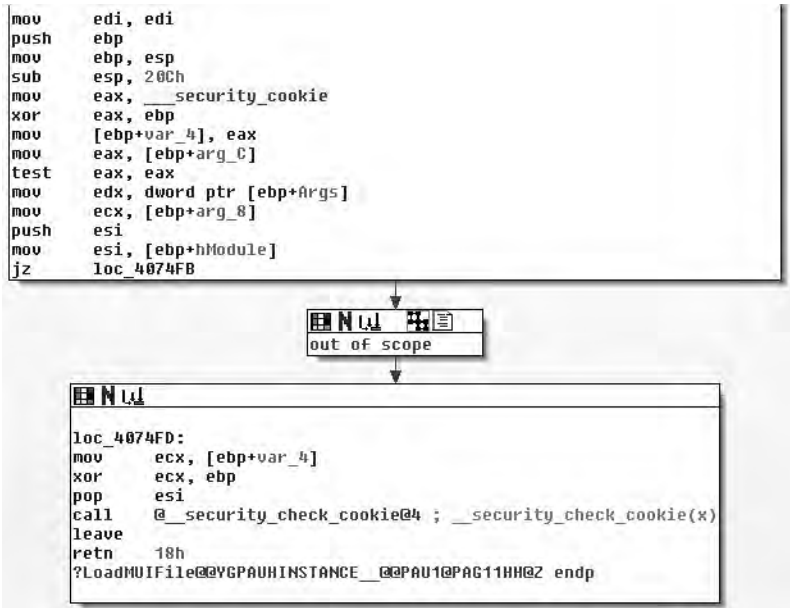 mov edi, edi
push ebp
mov ebp, esp
sub esp, 20Ch
mov eax, ___security_cookie
xor eax, ebp
mov [ebp+var_4], eax
mov eax, [ebp+arg_C]
test eax, eax
mov edx, dword ptr [ebp+Args]
mov ecx, [ebp+arg_8]
push esi
mov esi, [ebp+hModule]
jz loc_4074FB
out of scope
loc_4074FD:
mov ecx, [ebp+var_4]
xor ecx, ebp
pop esi
call @__security_check_cookie@4 ; __security_check_cookie(x)
leave
retn 18h
?LoadMUIFile@@YGPAUHINSTANCE__@@PAU1@PAG11HH@Z endp